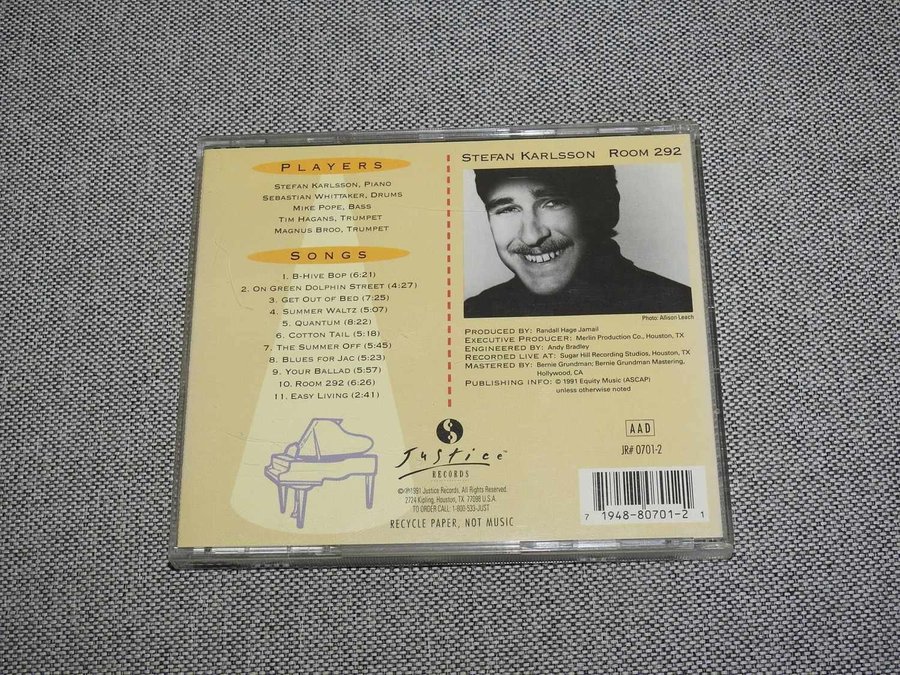 PLAYERS
STEFAN KARLSSON, PIANO
SEBASTIAN WHITTAKER, DRUMS
MIKE POPE, BASS
TIM HAGANS, TRUMPET
MAGNUS BROO, TRUMPET
SONGS
1. B-HIVE BOP (6:21)
2. ON GREEN DOLPHIN STREET (4:27)
3. GET OUT OF BED (7:25)
4. SUMMER WALTZ (5:07)
5. QUANTUM (8:22)
6. COTTON TAIL (5:18)
7. THE SUMMER OFF (5:45)
8. BLUES FOR JAC (5:23)
9. YOUR BALLAD (5:57)
10. ROOM 292 (6:26)
11. EASY LIVING (2:41)
Justice™
RECORDS
©℗1991 Justice Records, All Rights Reserved.
2724 Kipling, Houston, TX 77098 U.S.A.
TO ORDER CALL: 1-800-533-JUST
RECYCLE PAPER, NOT MUSIC
STEFAN KARLSSON ROOM 292
Photo: Allison Leach
PRODUCED BY: Randall Hage Jamail
EXECUTIVE PRODUCER: Merlin Production Co., Houston, TX
ENGINEERED BY: Andy Bradley
RECORDED LIVE AT: Sugar Hill Recording Studios, Houston, TX
MASTERED BY: Bernie Grundman: Bernie Grundman Mastering,
Hollywood, CA
PUBLISHING INFO: © 1991 Equity Music (ASCAP)
unless otherwise noted
AAD
JR# 0701-2
7 1948-80701-2 1